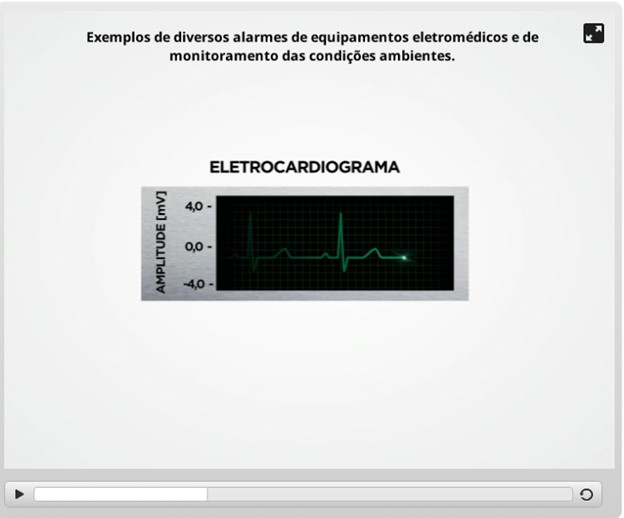 Exemplos de diversos alarmes de equipamentos eletromédicos e de
monitoramento das condições ambientes.
ELETROCARDIOGRAMA
AMPLITUDE [mV]
4,0 -
0,0 -
-4,0 -